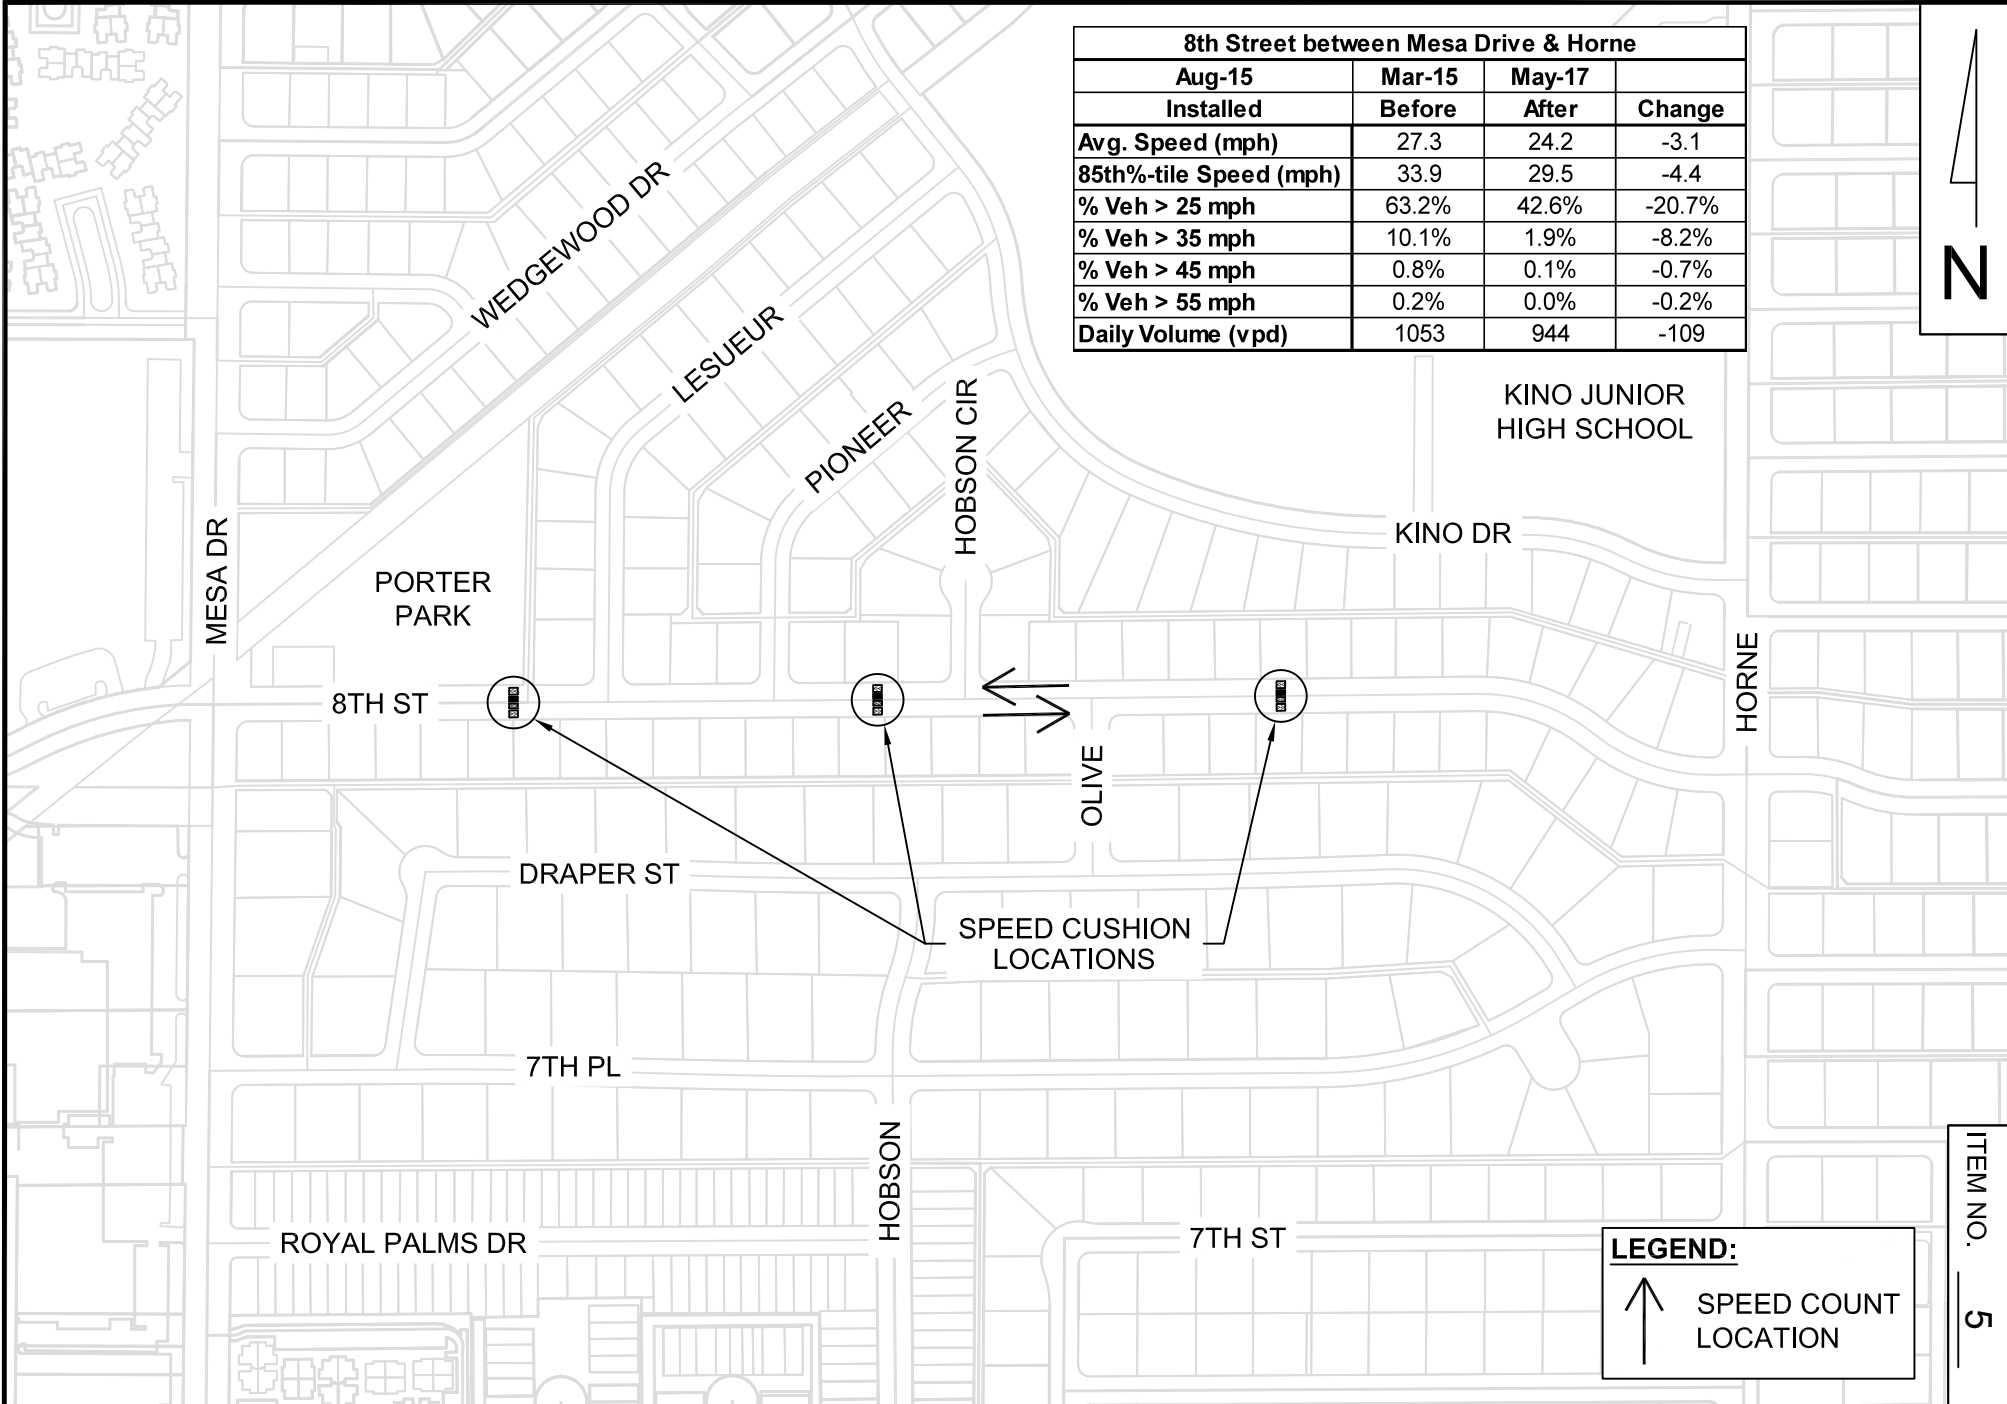 8th Street between Mesa Drive & Horne
Aug-15 Mar-15 May-17
Installed Before After Change
Avg. Speed (mph) 27.3 24.2 -3.1
85th%-tile Speed (mph) 33.9 29.5 -4.4
% Veh > 25 mph 63.2% 42.6% -20.7%
% Veh > 35 mph 10.1% 1.9% -8.2%
% Veh > 45 mph 0.8% 0.1% -0.7%
% Veh > 55 mph 0.2% 0.0% -0.2%
Daily Volume (vpd) 1053 944 -109
N
WEDGEWOOD DR
LESUEUR
PIONEER
HOBSON CIR
KINO JUNIOR
HIGH SCHOOL
KINO DR
MESA DR
PORTER
PARK
8TH ST
HORNE
OLIVE
DRAPER ST
SPEED CUSHION
LOCATIONS
7TH PL
HOBSON
ROYAL PALMS DR
7TH ST
LEGEND:
SPEED COUNT
LOCATION
ITEM NO. 5